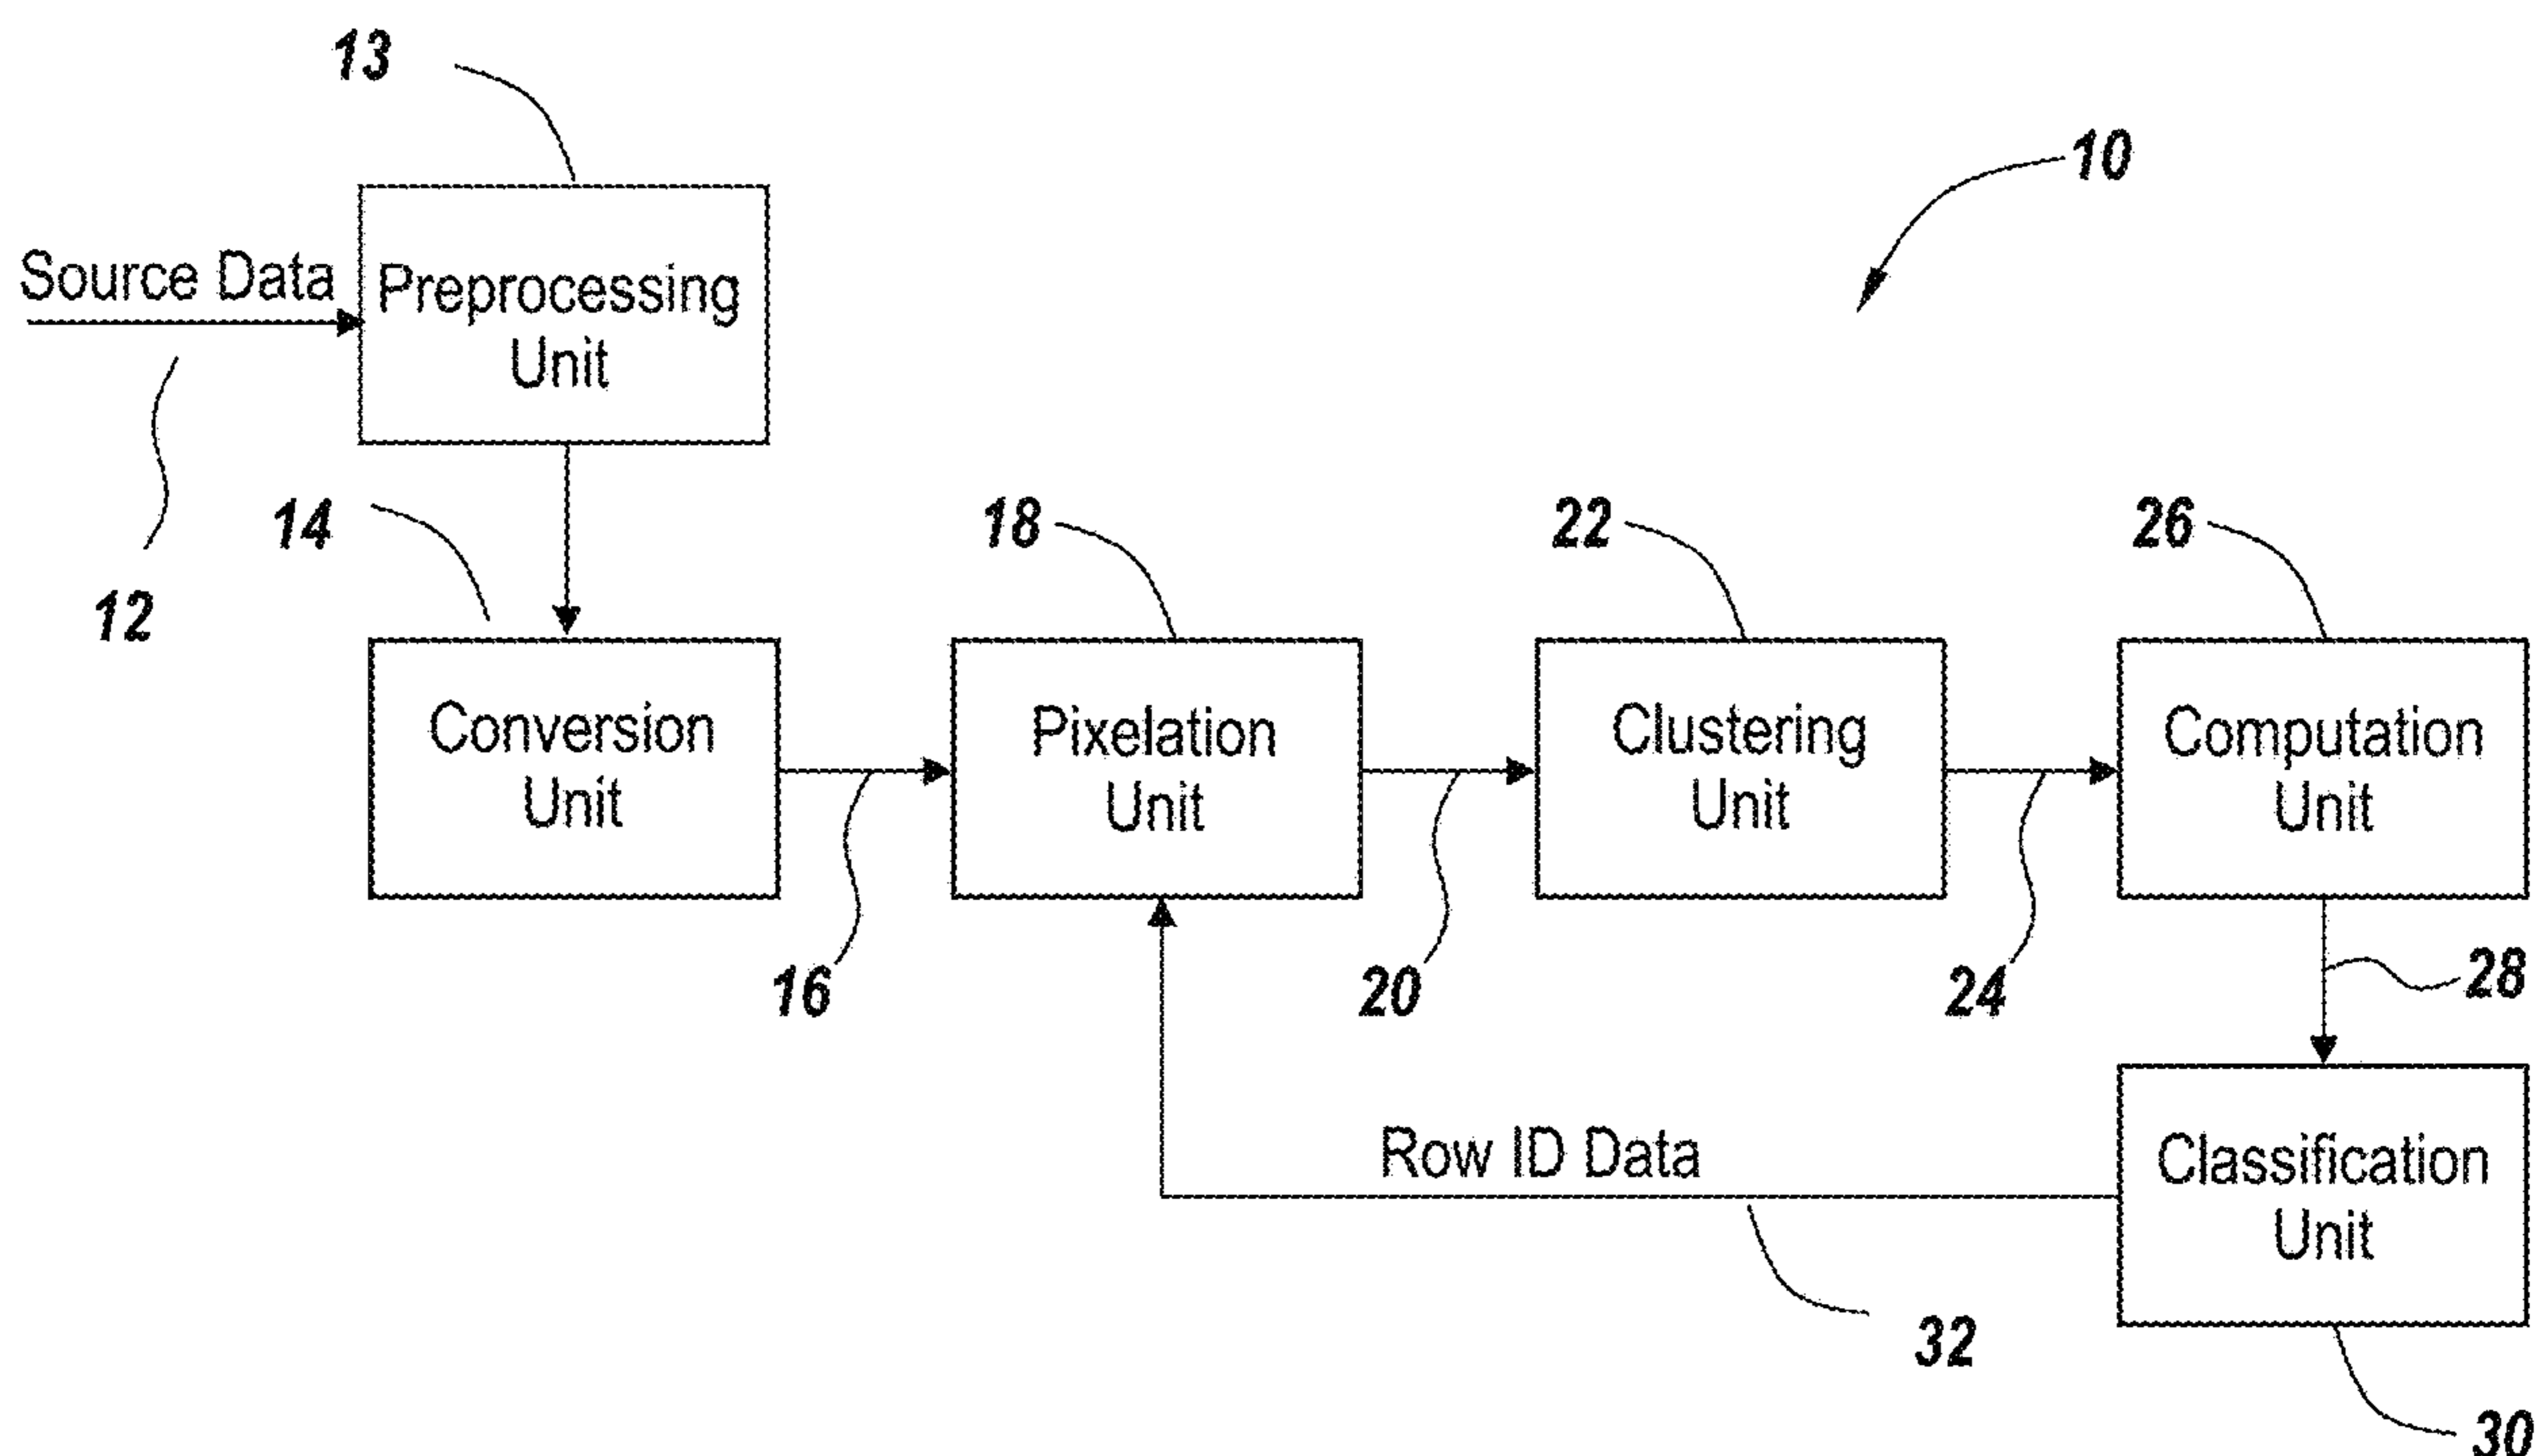 13
10
Source Data
Preprocessing
Unit
12
14
18
22
26
Conversion
Unit
Pixelation
Unit
Clustering
Unit
Computation
Unit
16
20
24
28
Row ID Data
Classification
Unit
32
30